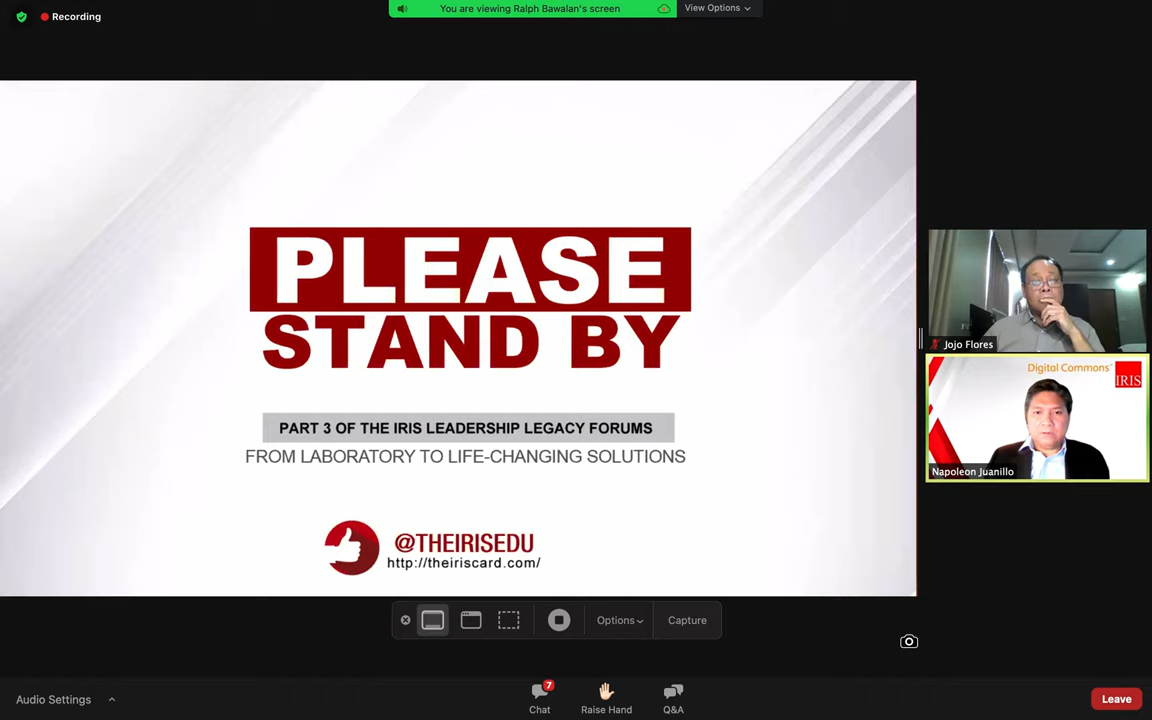 Recording
You are viewing Ralph Bawalan's screen
View Options
PLEASE
STAND BY
PART 3 OF THE IRIS LEADERSHIP LEGACY FORUMS
FROM LABORATORY TO LIFE-CHANGING SOLUTIONS
@THEIRISEDU
http://theiriscard.com/
Jojo Flores
Digital Commons
IRIS
Napoleon Juanillo
Options
Capture
Audio Settings
7
Chat
Raise Hand
Q&A
Leave